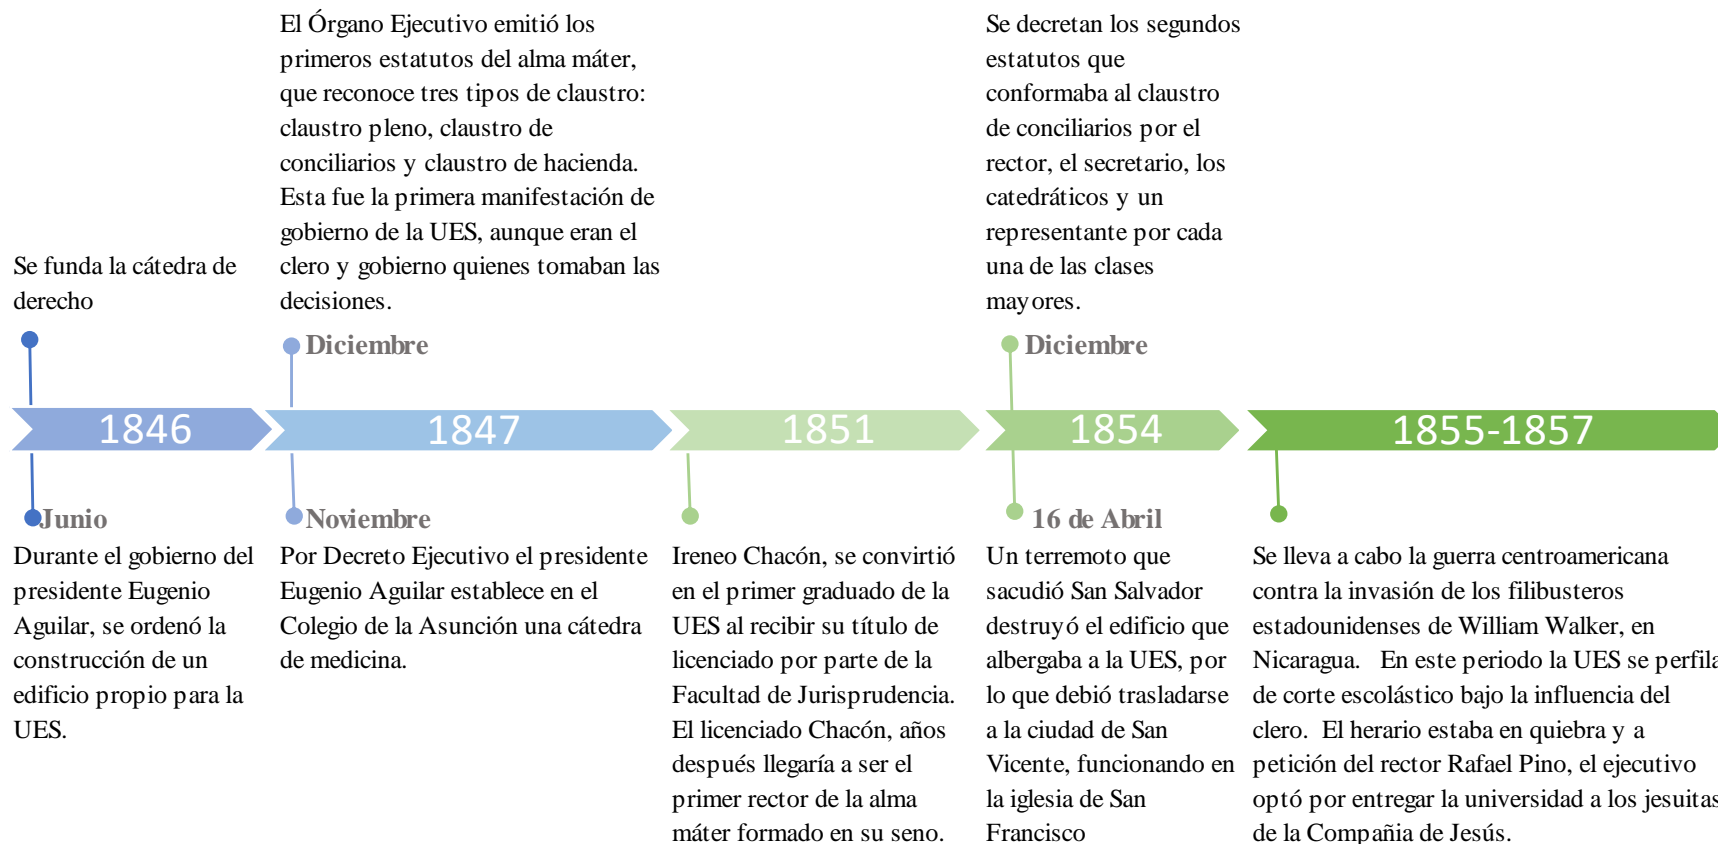 Se funda la cátedra de
derecho
El Órgano Ejecutivo emitió los
primeros estatutos del alma máter,
que reconoce tres tipos de claustro:
claustro pleno, claustro de
conciliarios y claustro de hacienda.
Esta fue la primera manifestación de
gobierno de la UES, aunque eran el
clero y gobierno quienes tomaban las
decisiones.
Diciembre
Se decretan los segundos
estatutos que
conformaba al claustro
de conciliarios por el
rector, el secretario, los
catedráticos y un
representante por cada
una de las clases
mayores.
Diciembre
1846
1847
1851
1854
1855-1857
Junio
Durante el gobierno del
presidente Eugenio
Aguilar, se ordenó la
construcción de un
edificio propio para la
UES.
Noviembre
Por Decreto Ejecutivo el presidente
Eugenio Aguilar establece en el
Colegio de la Asunción una cátedra
de medicina.
Ireneo Chacón, se convirtió
en el primer graduado de la
UES al recibir su título de
licenciado por parte de la
Facultad de Jurisprudencia.
El licenciado Chacón, años
después llegaría a ser el
primer rector de la alma
máter formado en su seno.
16 de Abril
Un terremoto que
sacudió San Salvador
destruyó el edificio que
albergaba a la UES, por
lo que debió trasladarse
a la ciudad de San
Vicente, funcionando en
la iglesia de San
Francisco
Se lleva a cabo la guerra centroamericana
contra la invasión de los filibusteros
estadounidenses de William Walker, en
Nicaragua. En este periodo la UES se perfila
de corte escolástico bajo la influencia del
clero. El herario estaba en quiebra y a
petición del rector Rafael Pino, el ejecutivo
optó por entregar la universidad a los jesuitas
de la Compañia de Jesús.